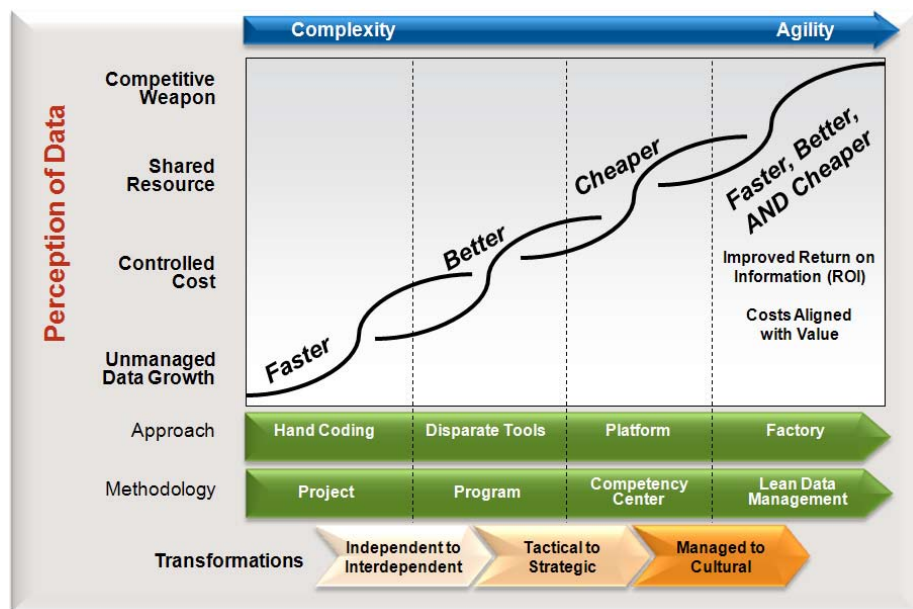 Complexity
Agility
Perception of Data
Competitive
Weapon
Shared
Resource
Controlled
Cost
Unmanaged
Data Growth
Faster
Better
Cheaper
Faster, Better,
AND Cheaper
Improved Return on
Information (ROI)
Costs Aligned
with Value
Approach
Hand Coding
Disparate Tools
Platform
Factory
Methodology
Project
Program
Competency
Center
Lean Data
Management
Transformations
Independent to
Interdependent
Tactical to
Strategic
Managed to
Cultural